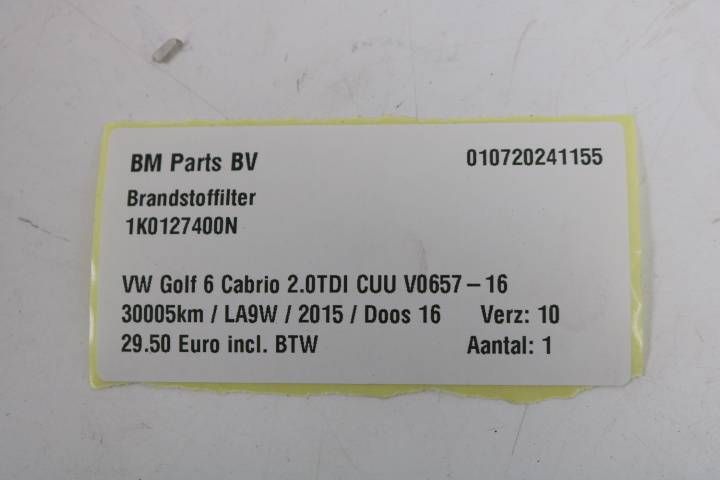 BM Parts BV 010720241155
Brandstoffilter
1K0127400N
VW Golf 6 Cabrio 2.0TDI CUU V0657-16
30005km / LA9W / 2015 / Doos 16 Verz: 10
29.50 Euro incl. BTW Aantal: 1